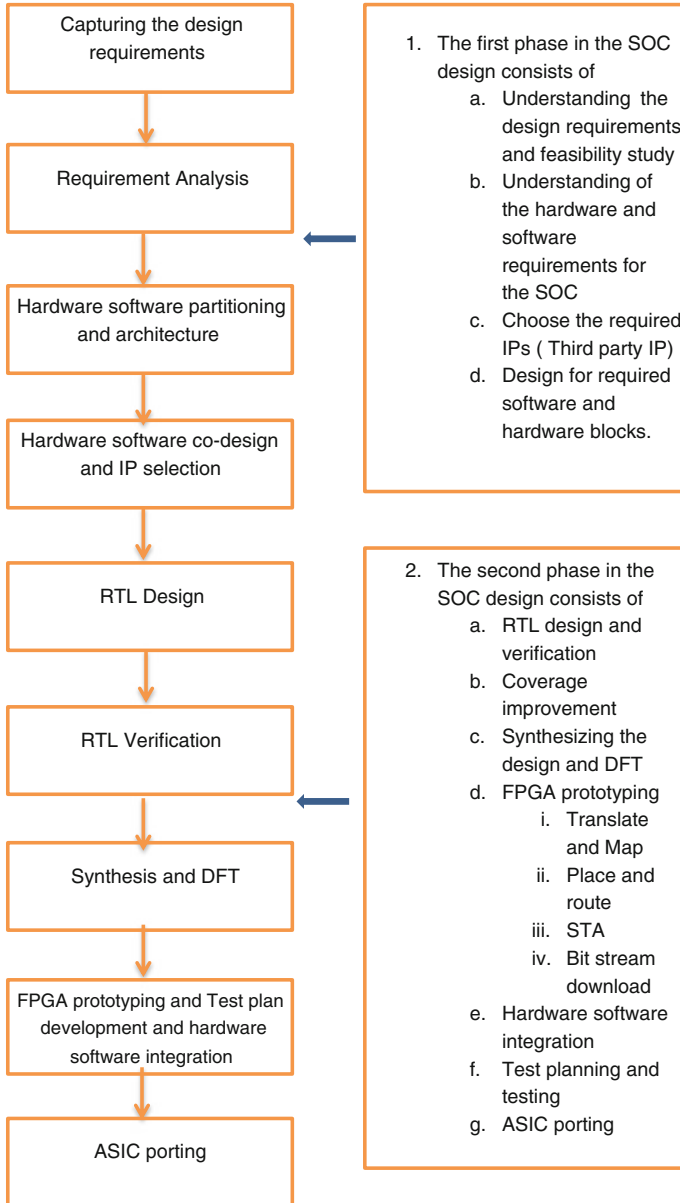 Capturing the design
requirements
Requirement Analysis
Hardware software partitioning
and architecture
Hardware software co-design
and IP selection
RTL Design
RTL Verification
Synthesis and DFT
FPGA prototyping and Test plan
development and hardware
software integration
ASIC porting
1. The first phase in the SOC
design consists of
a. Understanding the
design requirements
and feasibility study
b. Understanding of
the hardware and
software
requirements for
the SOC
c. Choose the required
IPs ( Third party IP)
d. Design for required
software and
hardware blocks.
2. The second phase in the
SOC design consists of
a. RTL design and
verification
b. Coverage
improvement
c. Synthesizing the
design and DFT
d. FPGA prototyping
i. Translate
and Map
ii. Place and
route
iii. STA
iv. Bit stream
download
e. Hardware software
integration
f. Test planning and
testing
g. ASIC porting